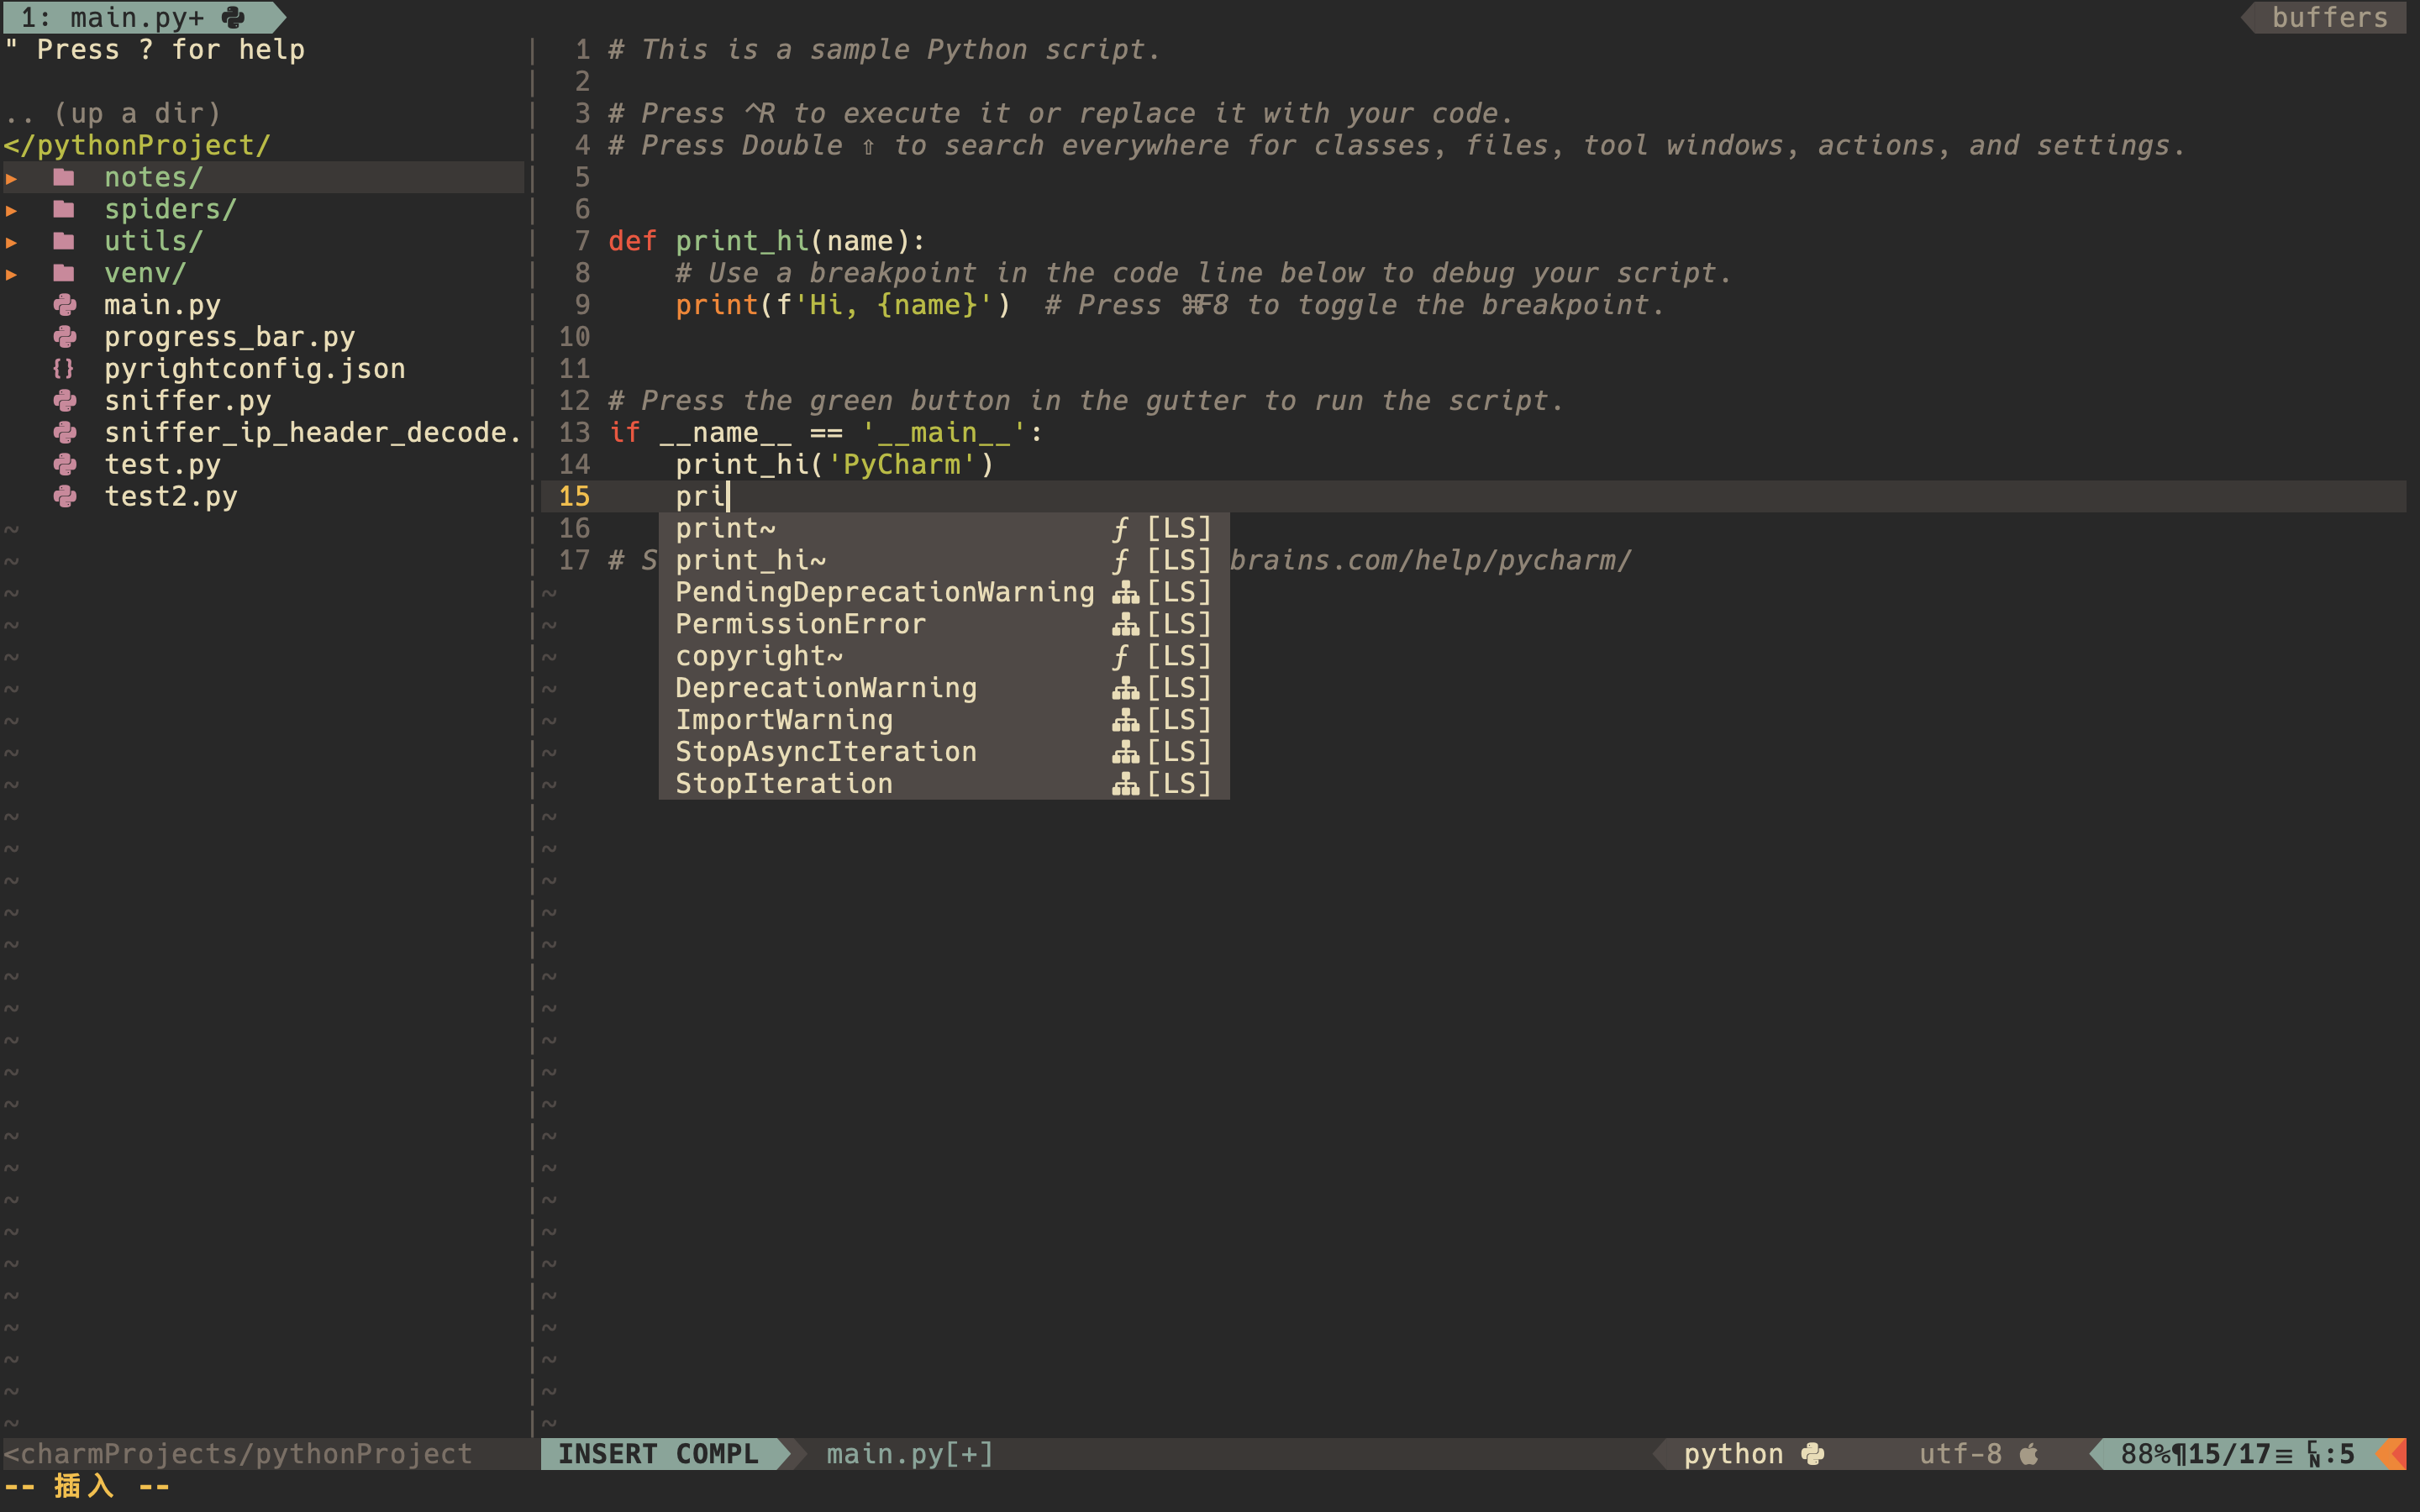 1: main.py+
buffers
" Press ? for help
.. (up a dir)
</pythonProject/
▸ notes/
▸ spiders/
▸ utils/
▸ venv/
main.py
progress_bar.py
{} pyrightconfig.json
sniffer.py
sniffer_ip_header_decode.
test.py
test2.py
1 # This is a sample Python script.
2
3 # Press ^R to execute it or replace it with your code.
4 # Press Double ⇧ to search everywhere for classes, files, tool windows, actions, and settings.
5
6
7 def print_hi(name):
8     # Use a breakpoint in the code line below to debug your script.
9     print(f'Hi, {name}')  # Press ⌘F8 to toggle the breakpoint.
10
11
12 # Press the green button in the gutter to run the script.
13 if __name__ == '__main__':
14     print_hi('PyCharm')
15     pri
16
17 # S brains.com/help/pycharm/
print~ ƒ [LS]
print_hi~ ƒ [LS]
PendingDeprecationWarning [LS]
PermissionError [LS]
copyright~ ƒ [LS]
DeprecationWarning [LS]
ImportWarning [LS]
StopAsyncIteration [LS]
StopIteration [LS]
<charmProjects/pythonProject
INSERT COMPL main.py[+]
python utf-8 88%¶15/17≡ ㏑:5
-- 插入 --